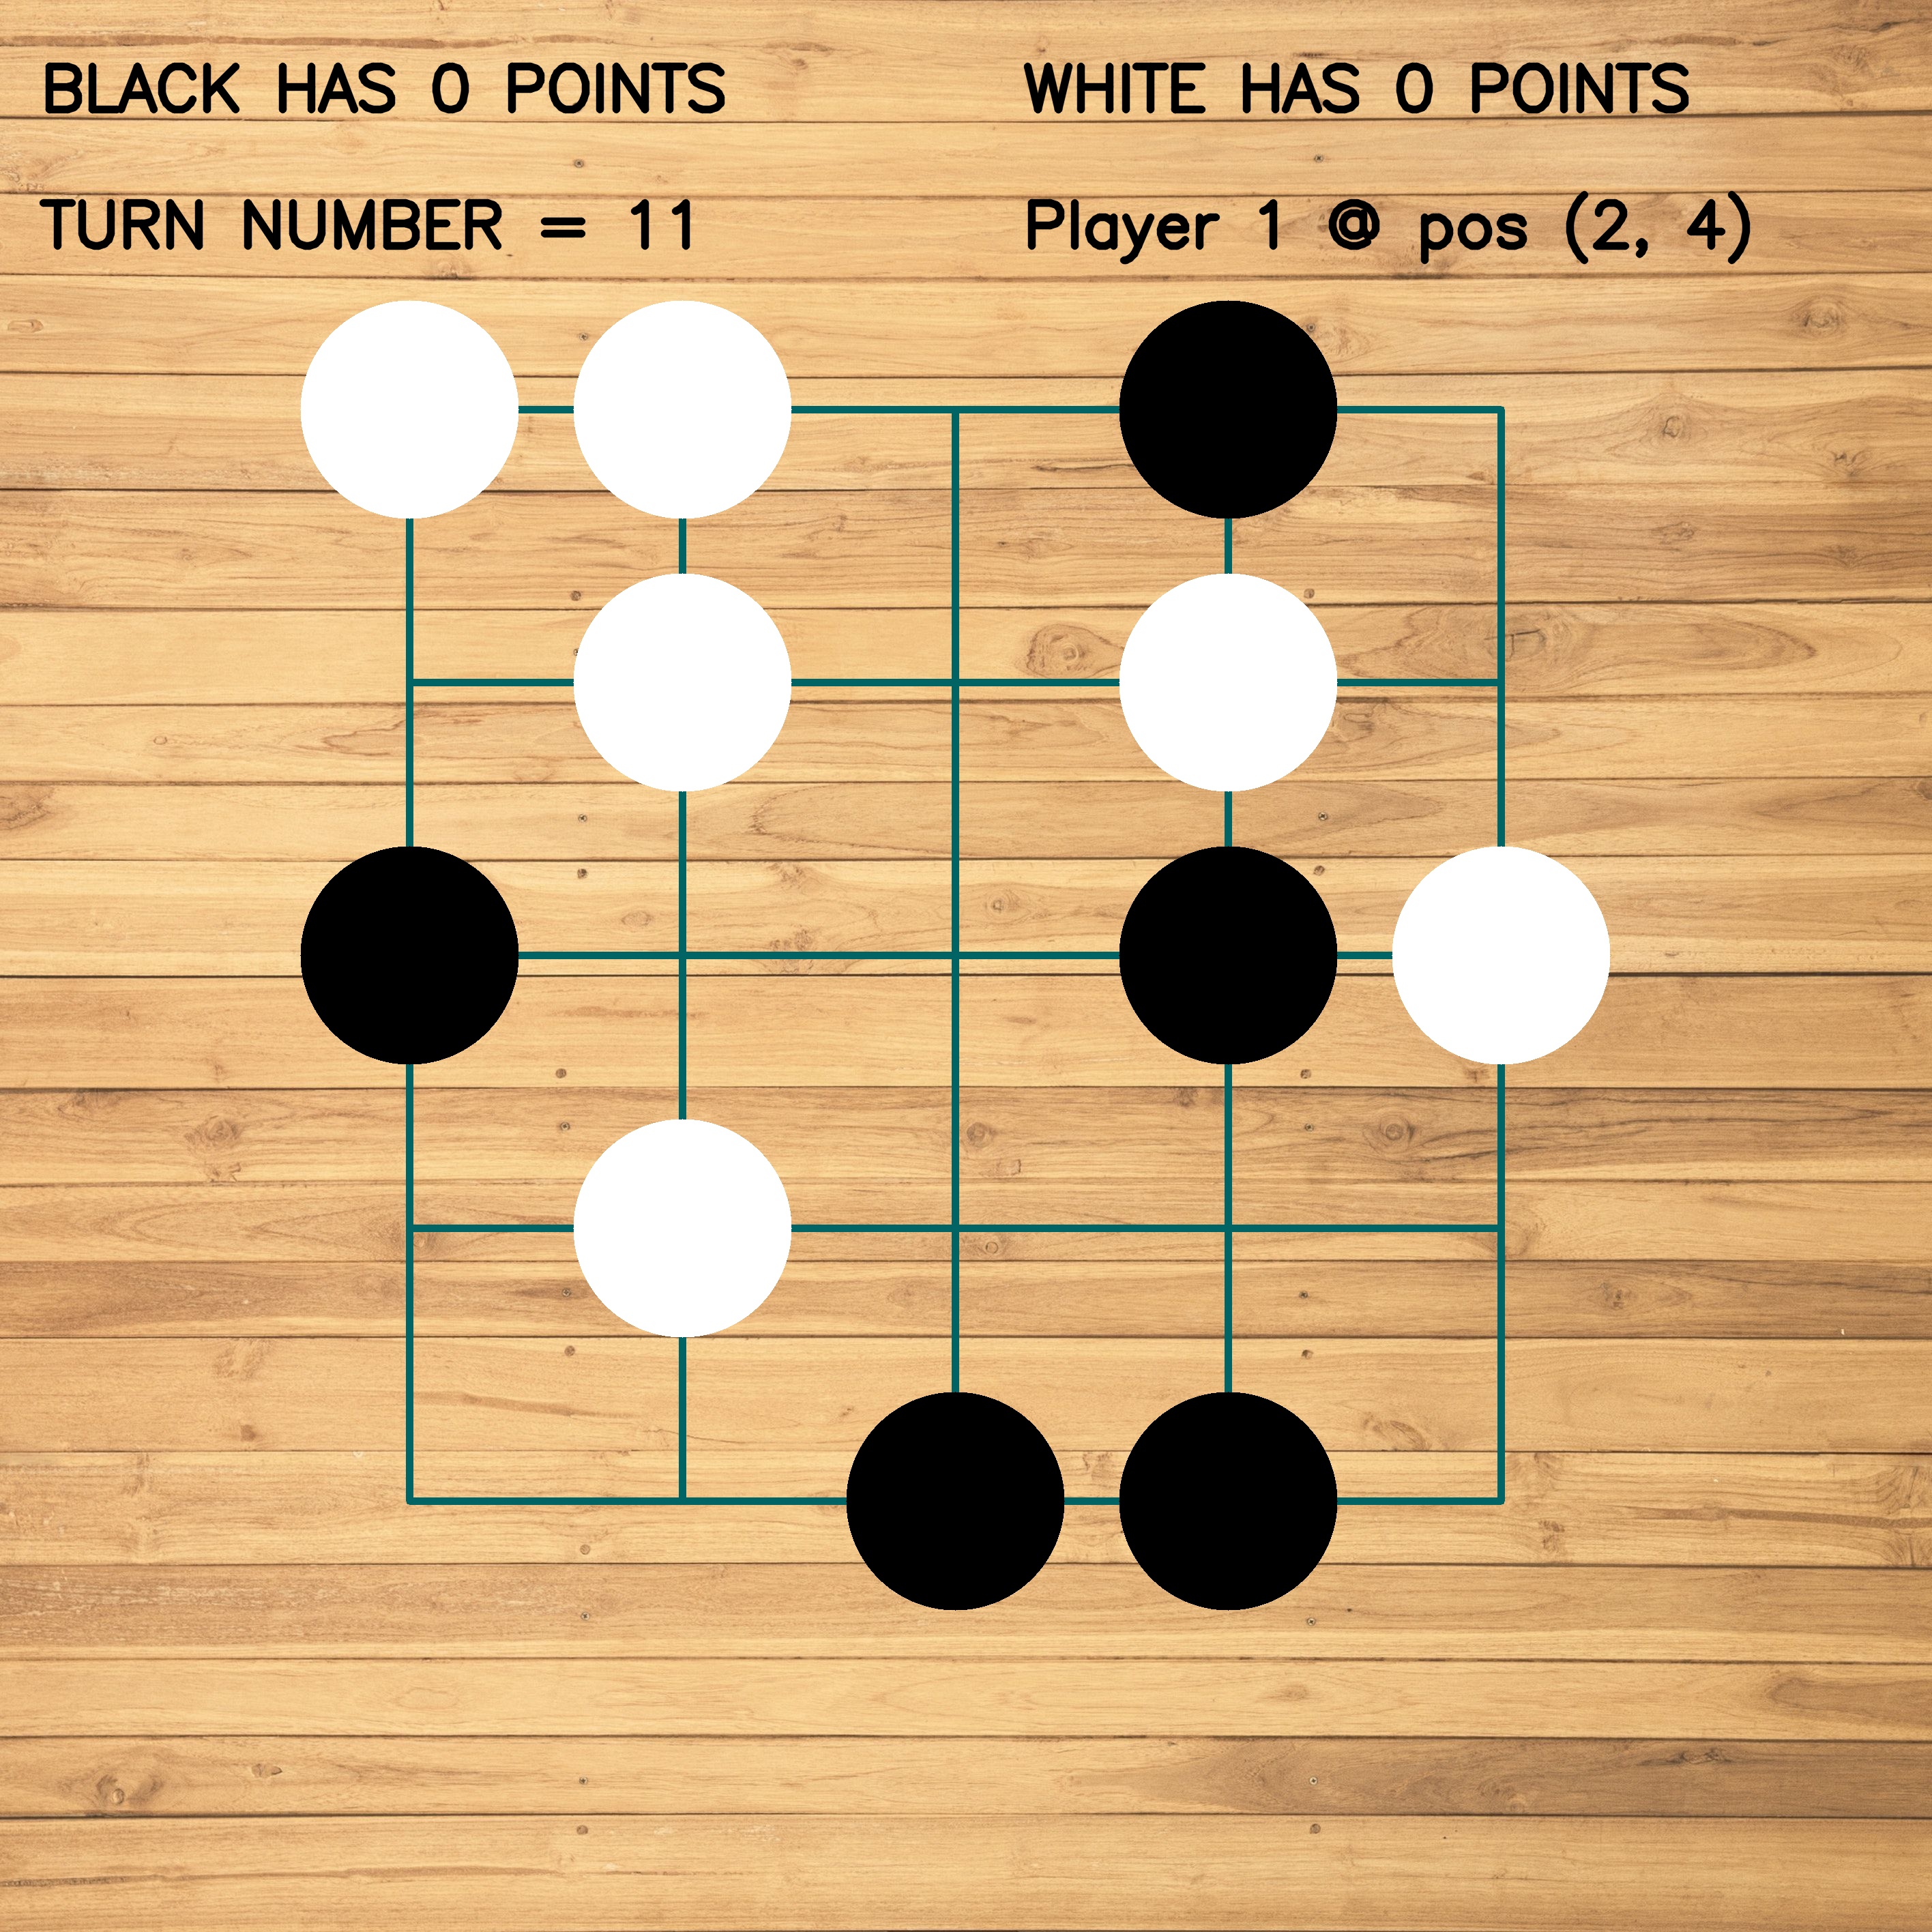 BLACK HAS 0 POINTS
WHITE HAS 0 POINTS
TURN NUMBER = 11
Player 1 @ pos (2, 4)